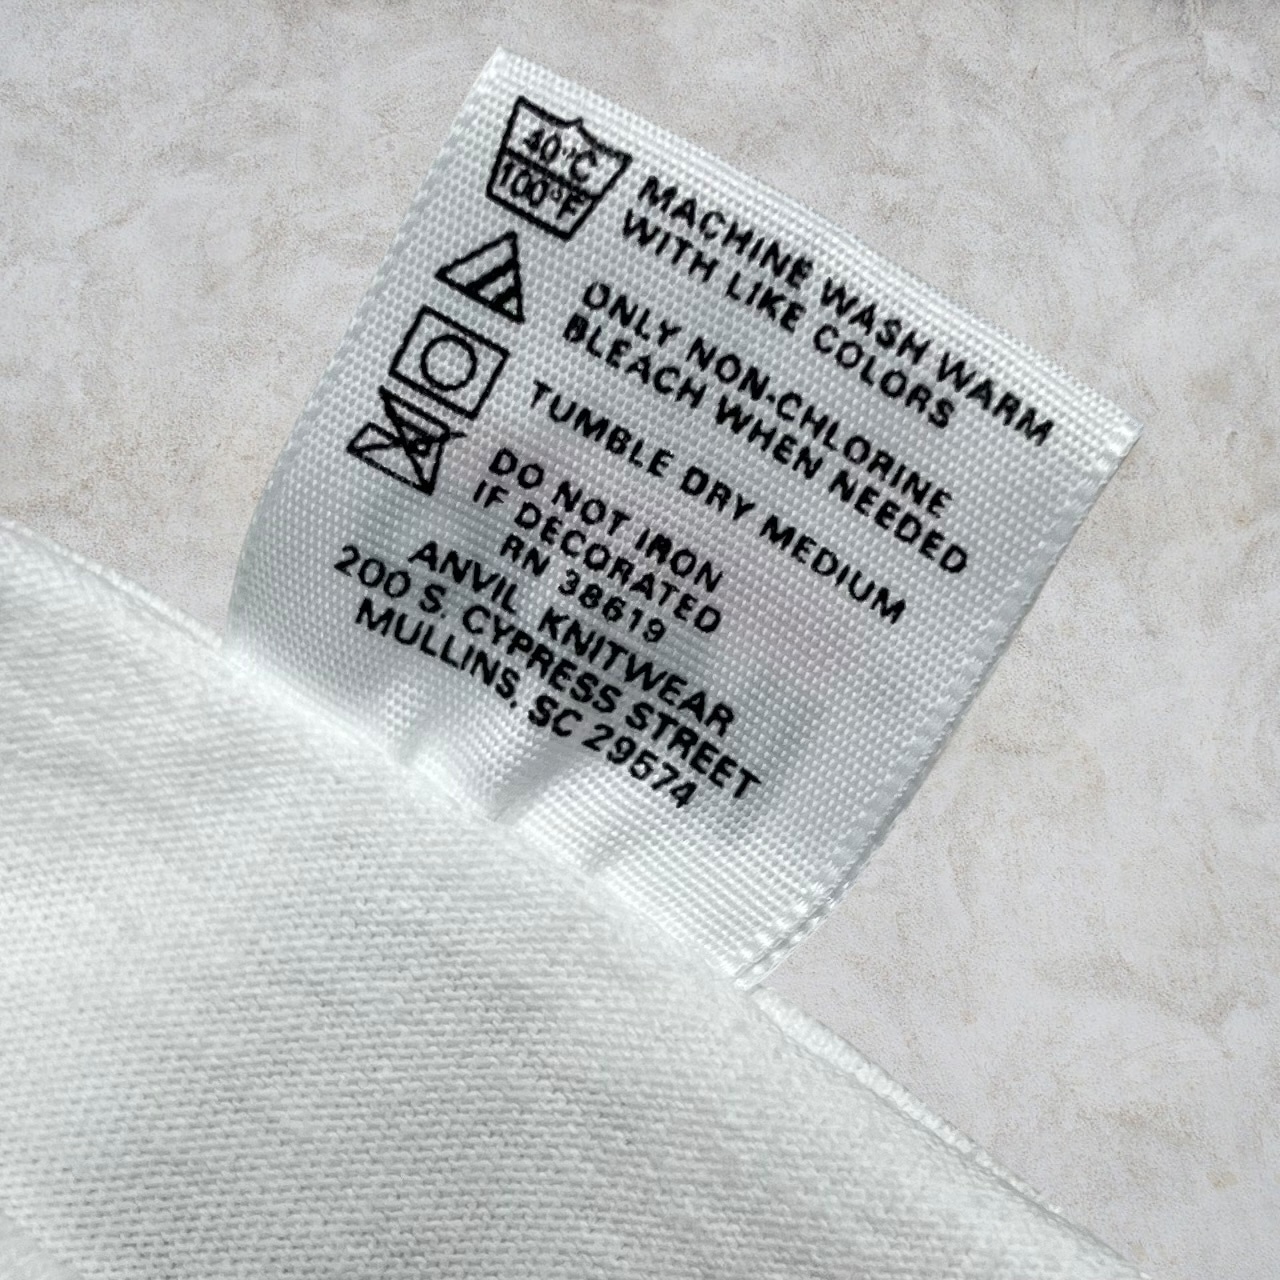 40°C
100°F
MACHINE WASH WARM
WITH LIKE COLORS
ONLY NON-CHLORINE
BLEACH WHEN NEEDED
TUMBLE DRY MEDIUM
DO NOT IRON
IF DECORATED
RN 38619
ANVIL KNITWEAR
200 S. CYPRESS STREET
MULLINS, SC 29574